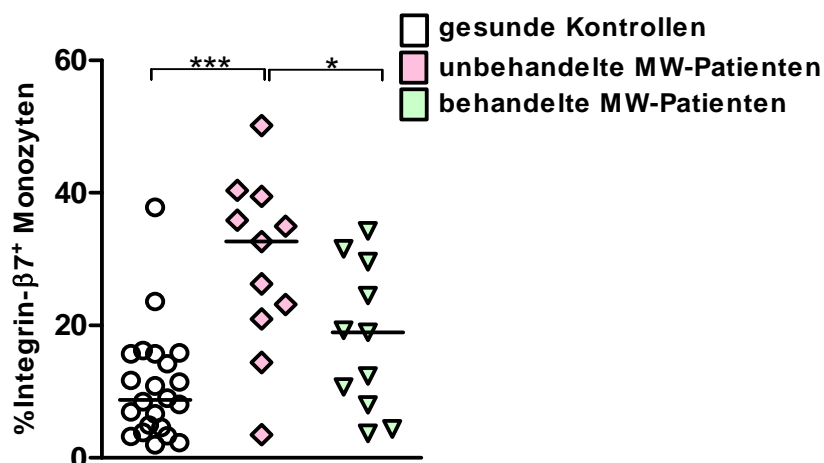 gesunde Kontrollen
unbehandelte MW-Patienten
behandelte MW-Patienten
*** *
60
40
20
0
%Integrin-β7⁺ Monozyten